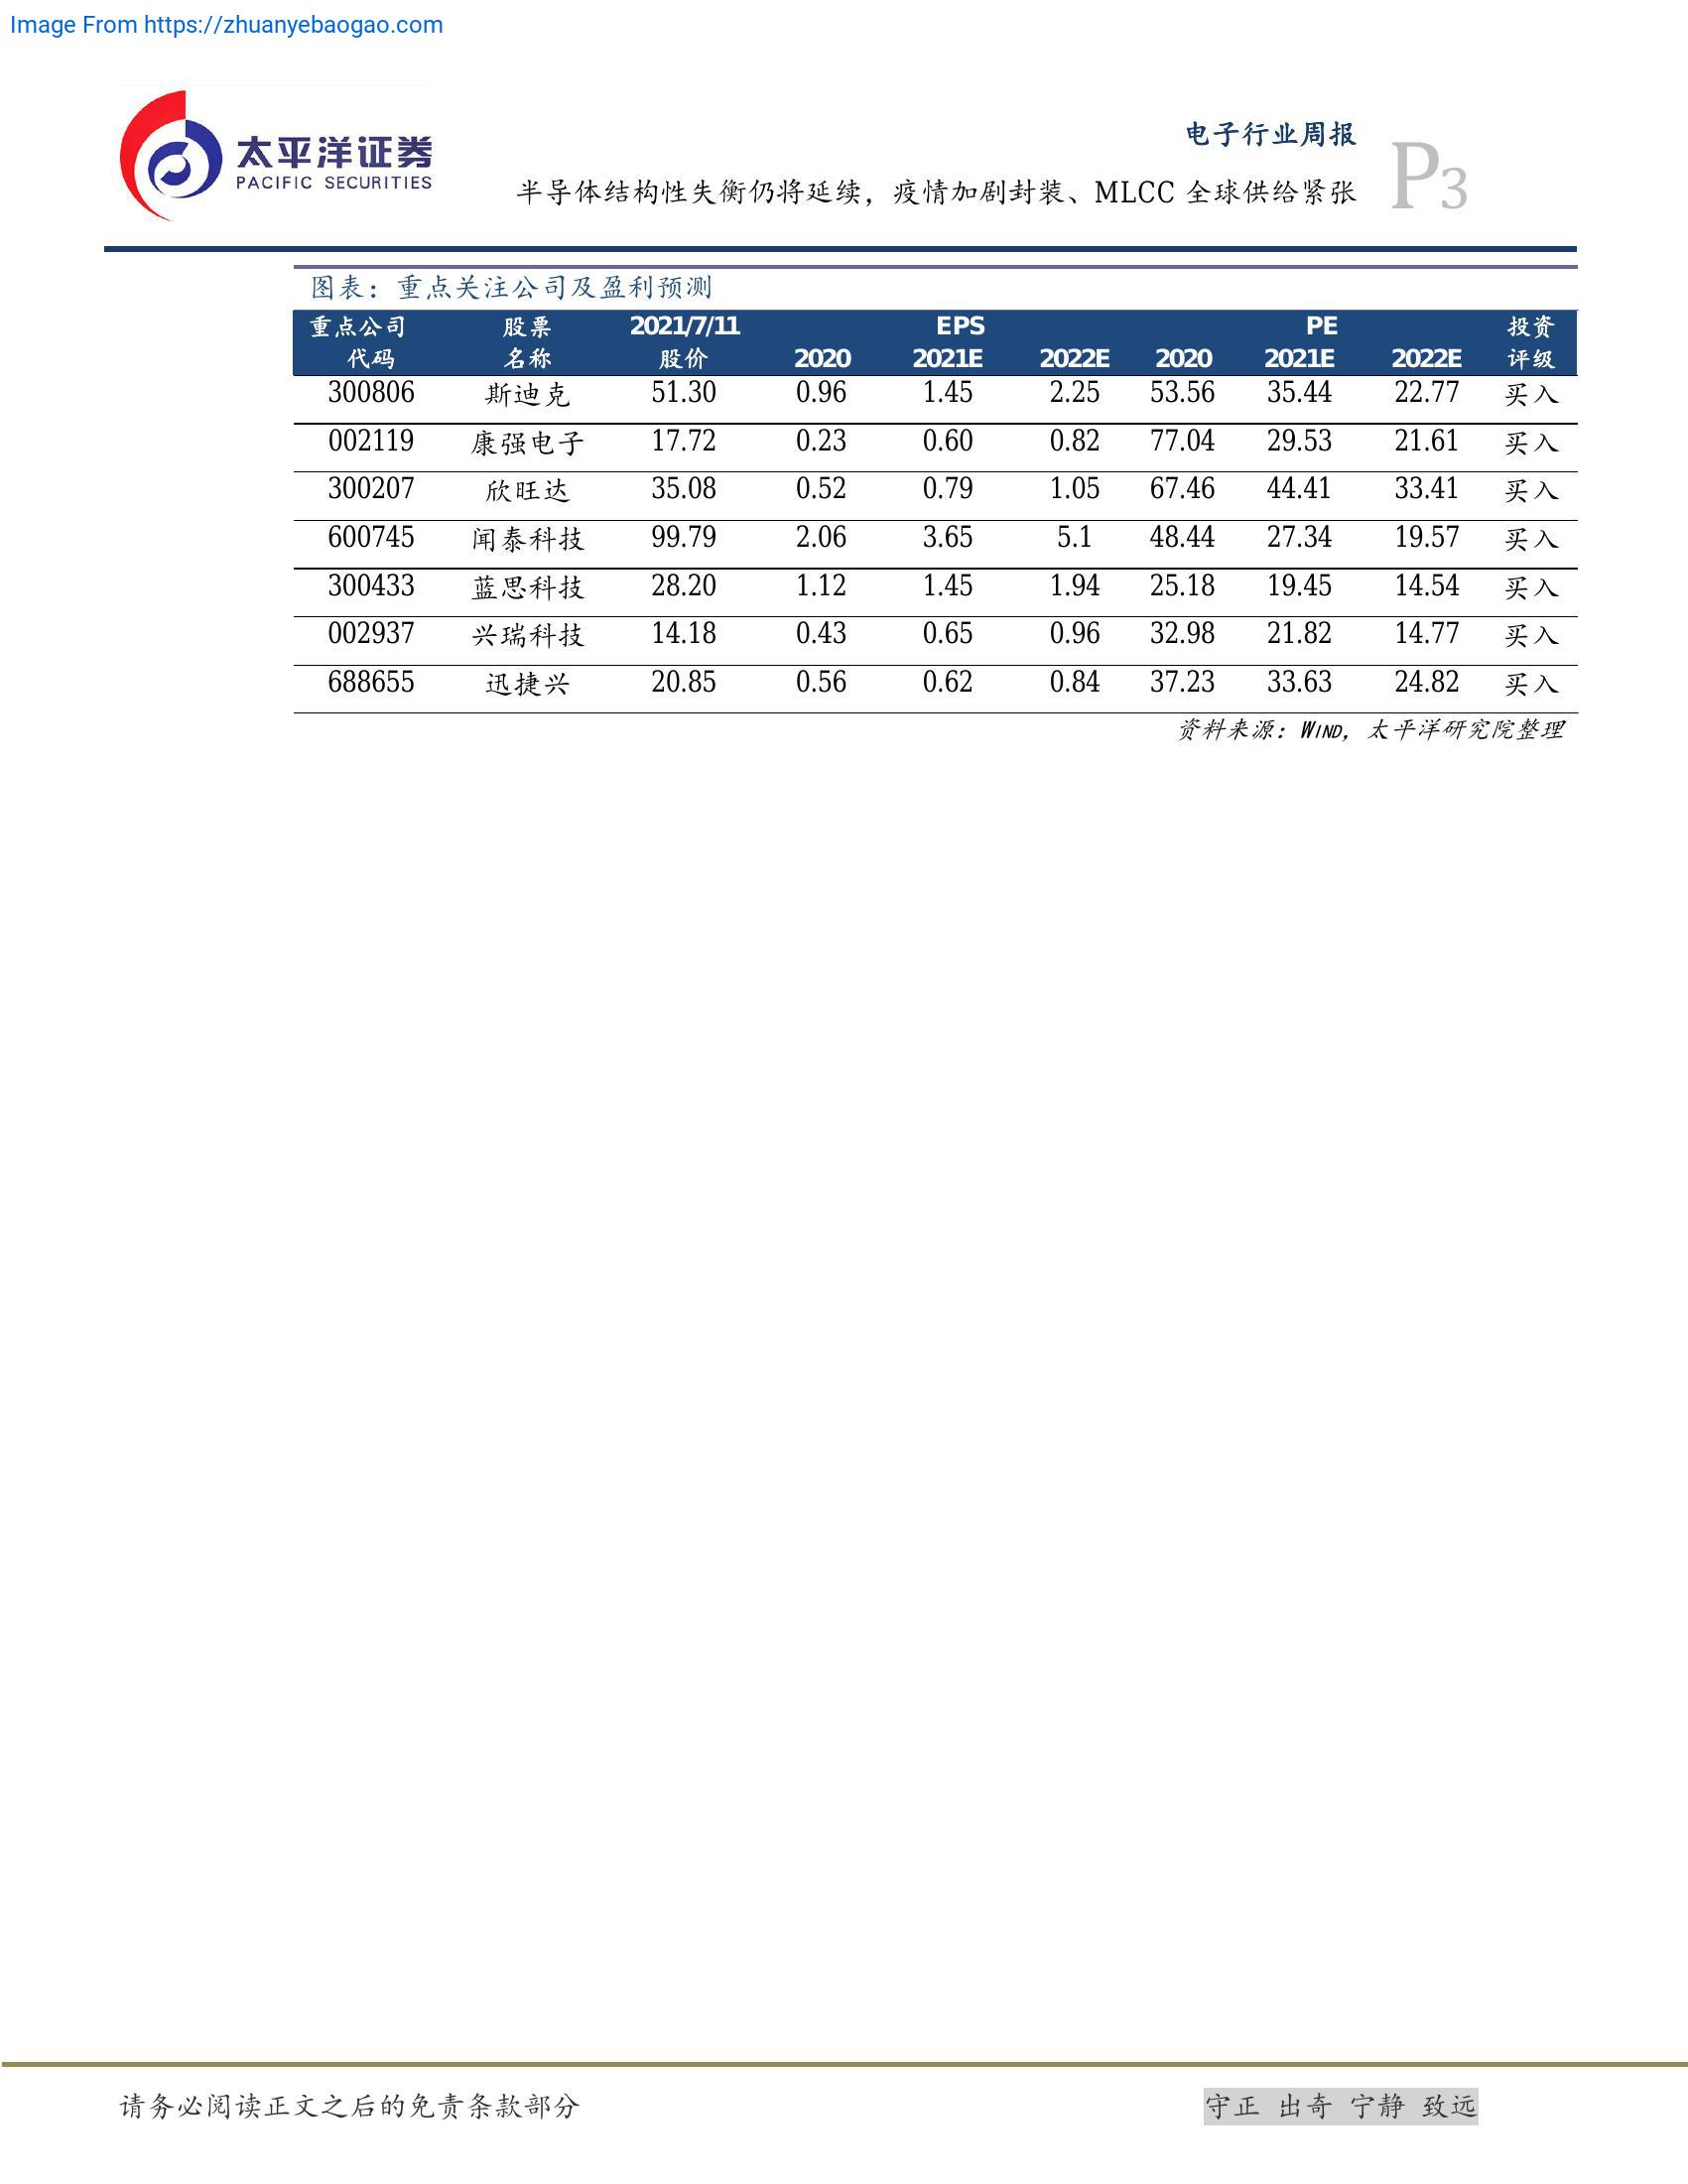 Image From https://zhuanyebaogao.com
太平洋证券
PACIFIC SECURITIES
电子行业周报
半导体结构性失衡仍将延续，疫情加剧封装、MLCC 全球供给紧张
P3
图表：重点关注公司及盈利预测
重点公司 股票 2021/7/11 EPS PE 投资
代码 名称 股价 2020 2021E 2022E 2020 2021E 2022E 评级
300806 斯迪克 51.30 0.96 1.45 2.25 53.56 35.44 22.77 买入
002119 康强电子 17.72 0.23 0.60 0.82 77.04 29.53 21.61 买入
300207 欣旺达 35.08 0.52 0.79 1.05 67.46 44.41 33.41 买入
600745 闻泰科技 99.79 2.06 3.65 5.1 48.44 27.34 19.57 买入
300433 蓝思科技 28.20 1.12 1.45 1.94 25.18 19.45 14.54 买入
002937 兴瑞科技 14.18 0.43 0.65 0.96 32.98 21.82 14.77 买入
688655 迅捷兴 20.85 0.56 0.62 0.84 37.23 33.63 24.82 买入
资料来源：WIND，太平洋研究院整理
请务必阅读正文之后的免责条款部分
守正 出奇 宁静 致远